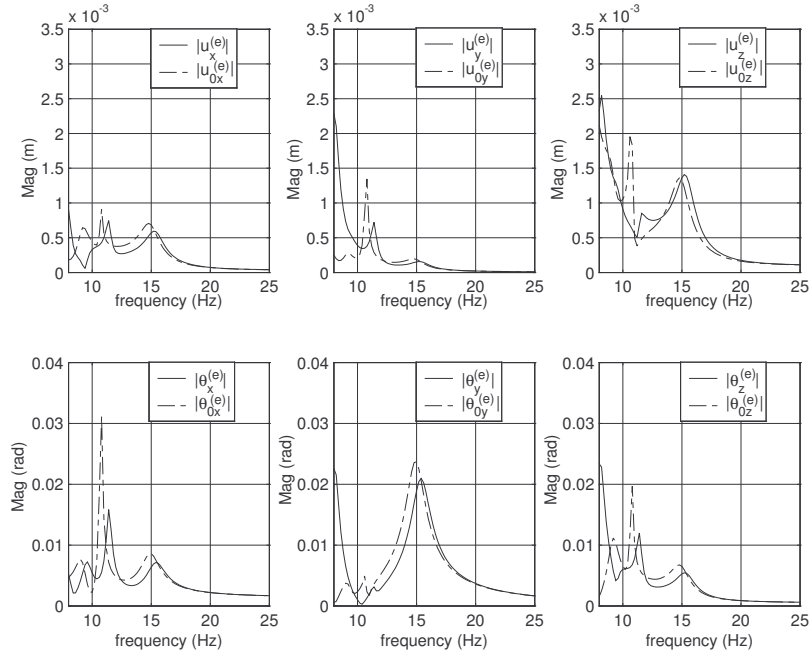 x 10⁻³
3.5
3
2.5
2
1.5
1
0.5
0
10 15 20 25
frequency (Hz)
Mag (m)
|u_x^(e)|
|u_0x^(e)|
x 10⁻³
3.5
3
2.5
2
1.5
1
0.5
0
10 15 20 25
frequency (Hz)
Mag (m)
|u_y^(e)|
|u_0y^(e)|
x 10⁻³
3.5
3
2.5
2
1.5
1
0.5
0
10 15 20 25
frequency (Hz)
Mag (m)
|u_z^(e)|
|u_0z^(e)|
0.04
0.03
0.02
0.01
0
10 15 20 25
frequency (Hz)
Mag (rad)
|θ_x^(e)|
|θ_0x^(e)|
0.04
0.03
0.02
0.01
0
10 15 20 25
frequency (Hz)
Mag (rad)
|θ_y^(e)|
|θ_0y^(e)|
0.04
0.03
0.02
0.01
0
10 15 20 25
frequency (Hz)
Mag (rad)
|θ_z^(e)|
|θ_0z^(e)|